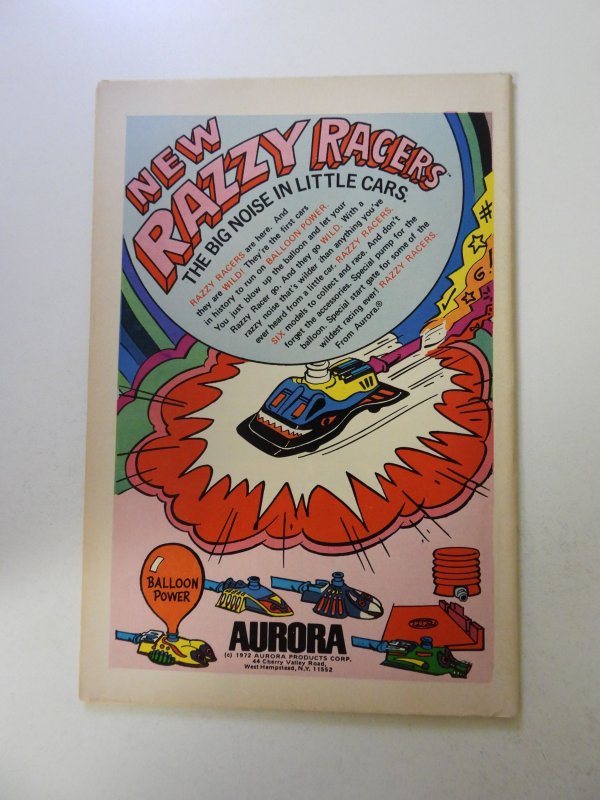 NEW
RAZZY RACERS™
THE BIG NOISE IN LITTLE CARS.
RAZZY RACERS are here. And
they are WILD! They're the first cars
in history to run on BALLOON POWER.
You just blow up the balloon and let your
Razzy Racer go. And they go WILD. With a
razzy noise that's wilder than anything you've
ever heard from a little car. RAZZY RACERS.
SIX models to collect and race. And don't
forget the accessories. Special pump for the
balloon. Special start gate for some of the
wildest racing ever! RAZZY RACERS.
From Aurora.®
#
G!
BALLOON
POWER
AURORA
(c) 1972 AURORA PRODUCTS CORP.
44 Cherry Valley Road,
West Hempstead, N.Y. 11552